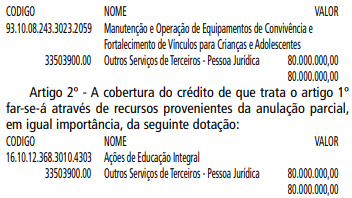 CODIGO NOME VALOR
93.10.08.243.3023.2059 Manutenção e Operação de Equipamentos de Convivência e
Fortalecimento de Vínculos para Crianças e Adolescentes
33503900.00 Outros Serviços de Terceiros - Pessoa Jurídica 80.000.000,00
80.000.000,00
Artigo 2º - A cobertura do crédito de que trata o artigo 1º
far-se-á através de recursos provenientes da anulação parcial,
em igual importância, da seguinte dotação:
CODIGO NOME VALOR
16.10.12.368.3010.4303 Ações de Educação Integral
33503900.00 Outros Serviços de Terceiros - Pessoa Jurídica 80.000.000,00
80.000.000,00